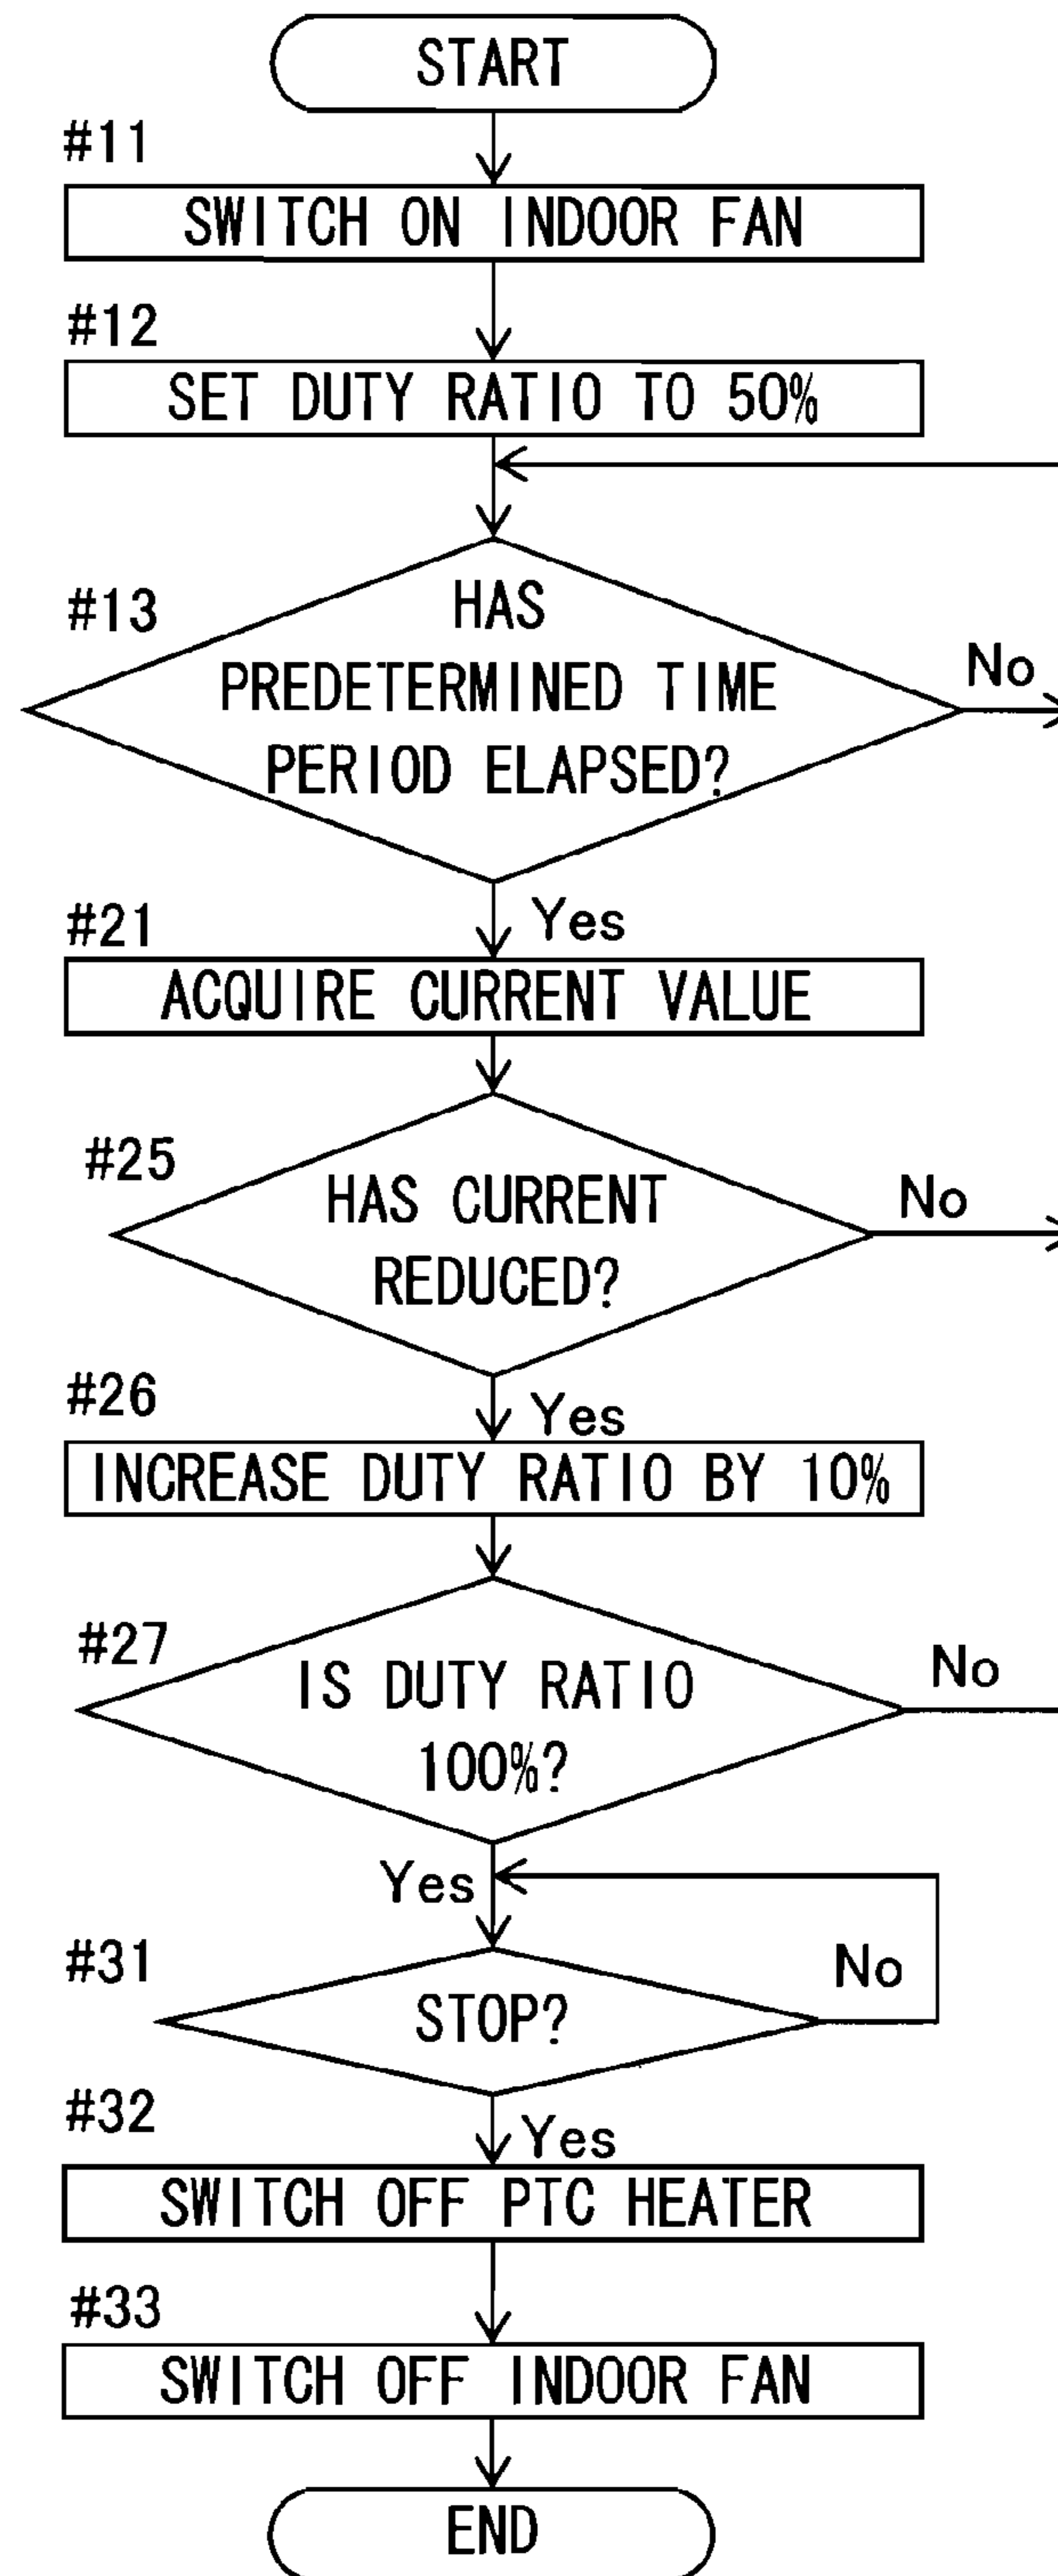 START
#11
SWITCH ON INDOOR FAN
#12
SET DUTY RATIO TO 50%
#13
HAS
PREDETERMINED TIME
PERIOD ELAPSED?
No
Yes
#21
ACQUIRE CURRENT VALUE
#25
HAS CURRENT
REDUCED?
No
#26
Yes
INCREASE DUTY RATIO BY 10%
#27
IS DUTY RATIO
100%?
No
Yes
#31
STOP?
No
#32
Yes
SWITCH OFF PTC HEATER
#33
SWITCH OFF INDOOR FAN
END